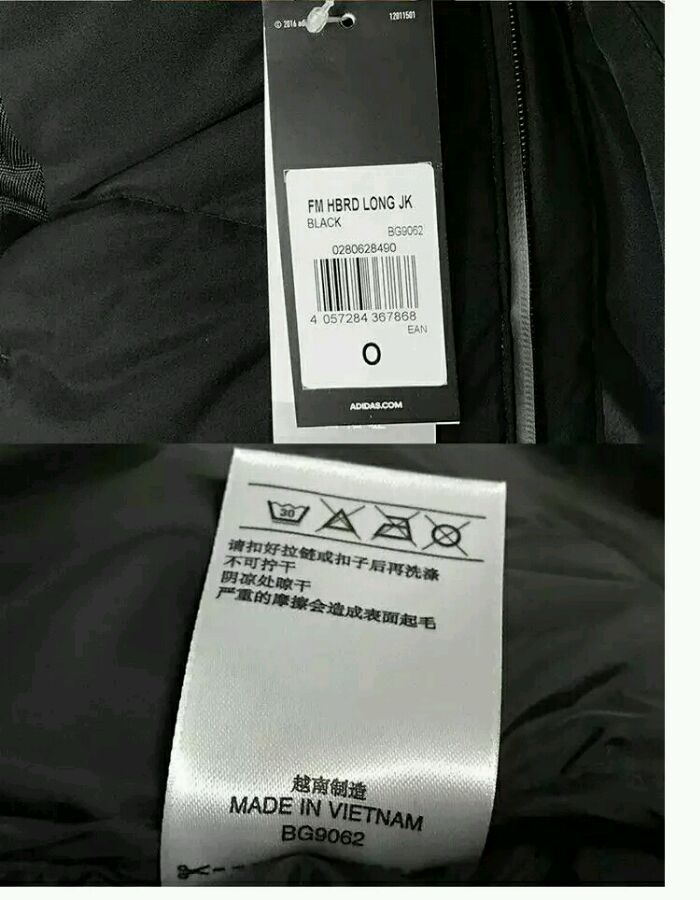 © 2016 adi
12011501
FM HBRD LONG JK
BLACK
BG9062
0280628490
4 057284 367868
EAN
O
ADIDAS.COM
30
请扣好拉链或扣子后再洗涤
不可拧干
阴凉处晾干
严重的摩擦会造成表面起毛
越南制造
MADE IN VIETNAM
BG9062